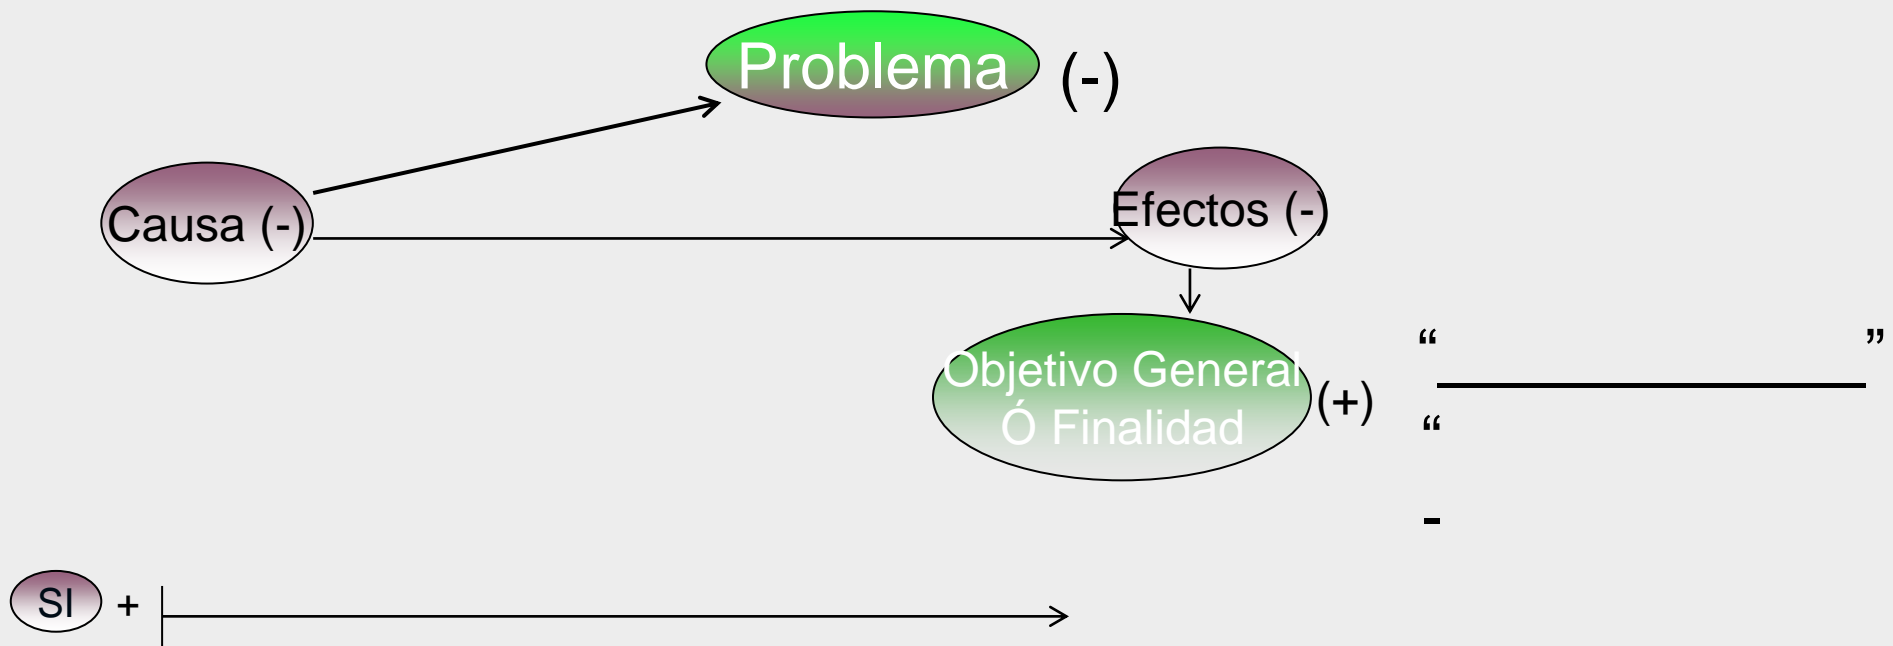 Problema (-)
Causa (-)
Efectos (-)
Objetivo General
Ó Finalidad
(+)
“ ”
“
-
SI +